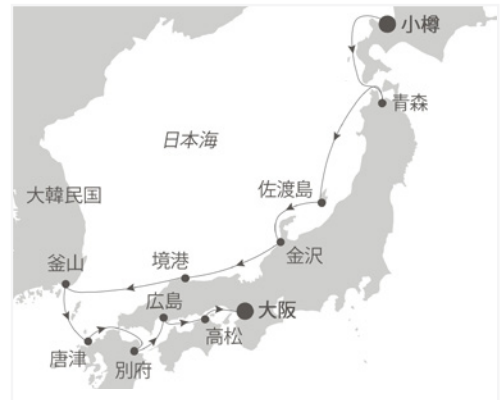 小樽
青森
日本海
佐渡島
大韓民国
金沢
釜山
境港
広島
大阪
高松
唐津
別府